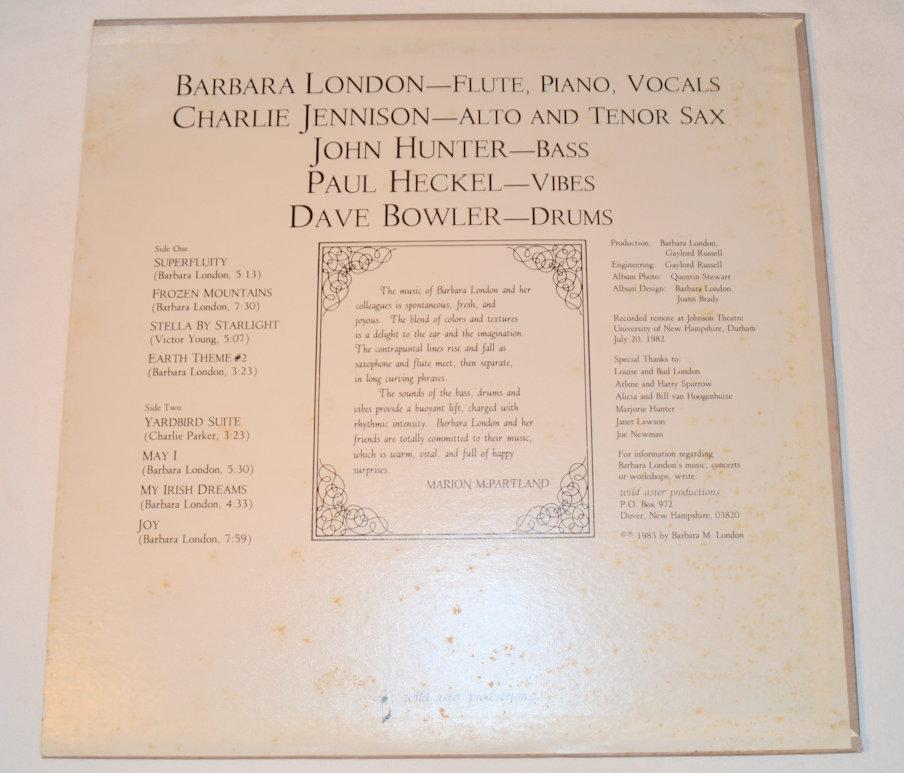 BARBARA LONDON—FLUTE, PIANO, VOCALS
CHARLIE JENNISON—ALTO AND TENOR SAX
JOHN HUNTER—BASS
PAUL HECKEL—VIBES
DAVE BOWLER—DRUMS
Side One
SUPERFLUITY
(Barbara London, 5:13)
FROZEN MOUNTAINS
(Barbara London, 7:30)
STELLA BY STARLIGHT
(Victor Young, 5:07)
EARTH THEME #2
(Barbara London, 3:23)
Side Two
YARDBIRD SUITE
(Charlie Parker, 3:23)
MAY I
(Barbara London, 5:30)
MY IRISH DREAMS
(Barbara London, 4:33)
JOY
(Barbara London, 7:59)
The music of Barbara London and her
colleagues is spontaneous, fresh, and
joyous. The blend of colors and textures
is a delight to the ear and the imagination.
The contrapuntal lines rise and fall as
saxophone and flute meet, then separate,
in long curving phrases.
The sounds of the bass, drums and
vibes provide a buoyant lift, charged with
rhythmic intensity. Barbara London and her
friends are totally committed to their music,
which is warm, vital, and full of happy
surprises.
MARION McPARTLAND
Production: Barbara London,
Gaylord Russell
Engineering: Gaylord Russell
Album Photo: Quentin Stewart
Album Design: Barbara London,
Joann Brady
Recorded remote at Johnson Theatre
University of New Hampshire, Durham
July 20, 1982
Special Thanks to:
Louise and Bud London
Arlene and Harry Sparrow
Alicia and Bill van Hoogenhuize
Marjorie Hunter
Janet Lawson
Joe Newman
For information regarding
Barbara London's music, concerts
or workshops, write:
wild aster productions
P.O. Box 972
Dover, New Hampshire, 03820
©℗ 1983 by Barbara M. London
wild aster productions